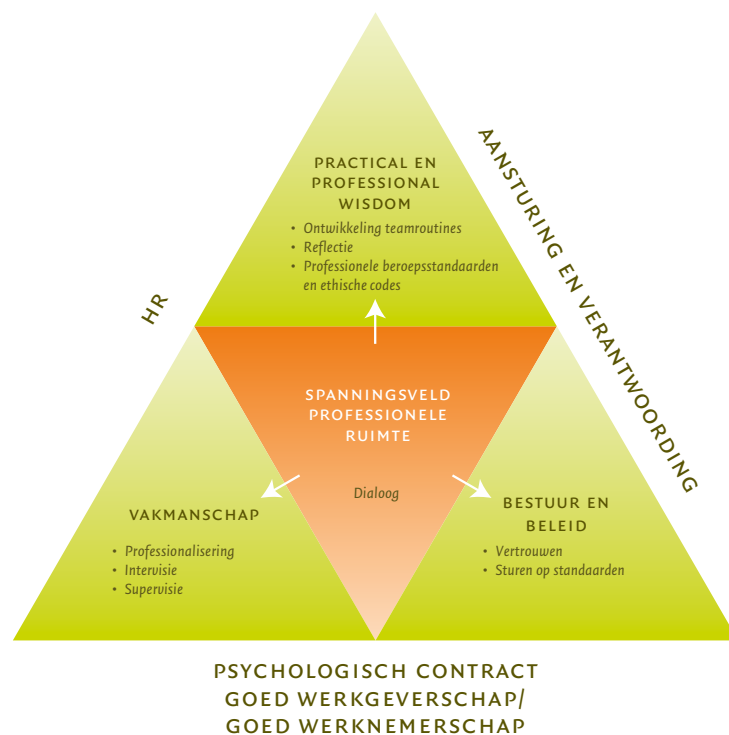 PRACTICAL EN
PROFESSIONAL
WISDOM
• Ontwikkeling teamroutines
• Reflectie
• Professionele beroepsstandaarden
en ethische codes
AANSTURING EN VERANTWOORDING
HR
SPANNINGSVELD
PROFESSIONELE
RUIMTE
Dialoog
VAKMANSCHAP
• Professionalisering
• Intervisie
• Supervisie
BESTUUR EN
BELEID
• Vertrouwen
• Sturen op standaarden
PSYCHOLOGISCH CONTRACT
GOED WERKGEVERSCHAP/
GOED WERKNEMERSCHAP